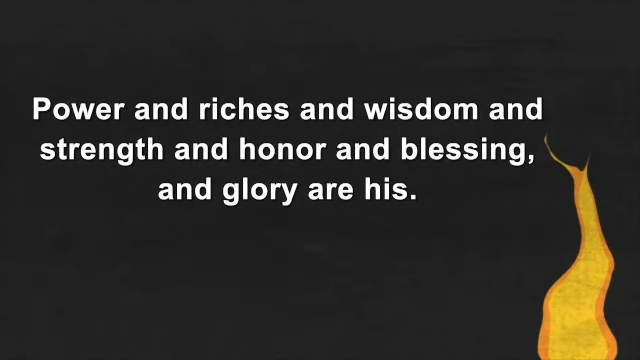 Power and riches and wisdom and
strength and honor and blessing,
and glory are his.